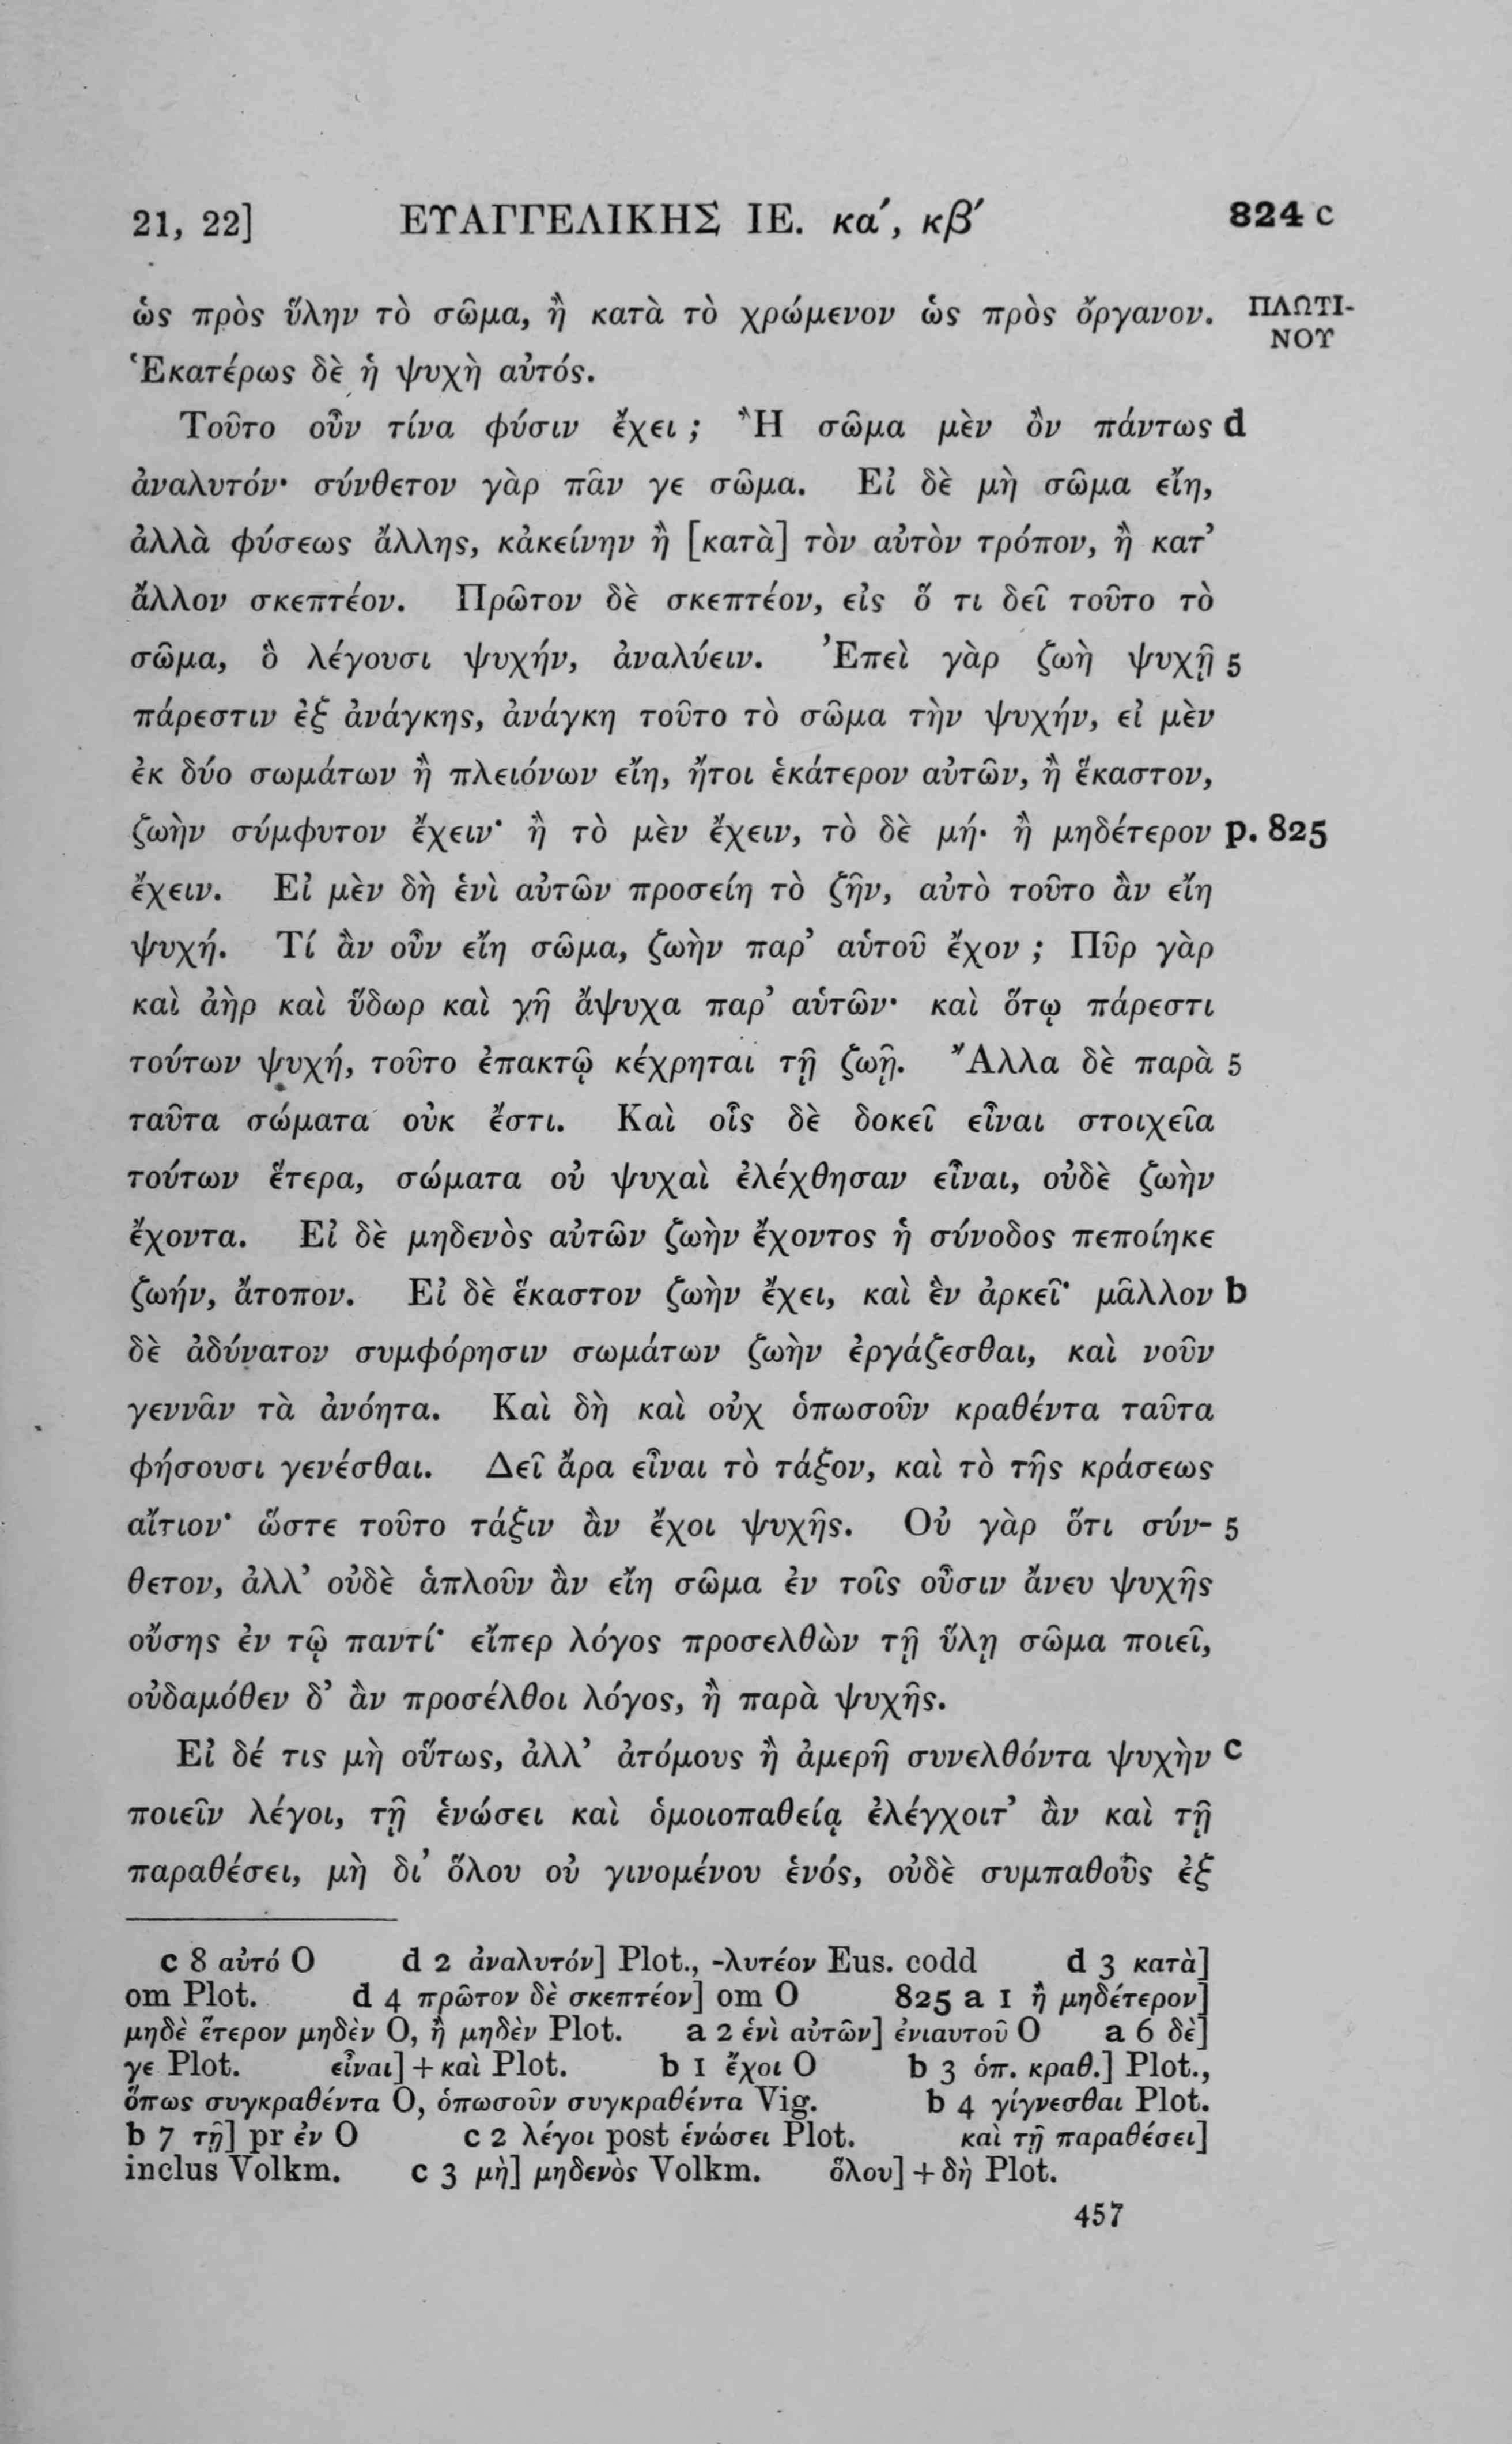 21, 22] ΕΥΑΓΓΕΛΙΚΗΣ ΙΕ. κα΄, κβ΄ 824 c
ὡς πρὸς ὕλην τὸ σῶμα, ἢ κατὰ τὸ χρώμενον ὡς πρὸς ὄργανον. ΠΛΩΤΙ-
ΝΟΥ
Ἑκατέρως δὲ ἡ ψυχὴ αὐτός.
Τοῦτο οὖν τίνα φύσιν ἔχει; Ἢ σῶμα μὲν ὂν πάντως d
ἀναλυτόν· σύνθετον γὰρ πᾶν γε σῶμα. Εἰ δὲ μὴ σῶμα εἴη,
ἀλλὰ φύσεως ἄλλης, κἀκείνην ἢ [κατὰ] τὸν αὐτὸν τρόπον, ἢ κατ’
ἄλλον σκεπτέον. Πρῶτον δὲ σκεπτέον, εἰς ὅ τι δεῖ τοῦτο τὸ
σῶμα, ὃ λέγουσι ψυχήν, ἀναλύειν. Ἐπεὶ γὰρ ζωὴ ψυχῇ 5
πάρεστιν ἐξ ἀνάγκης, ἀνάγκη τοῦτο τὸ σῶμα τὴν ψυχήν, εἰ μὲν
ἐκ δύο σωμάτων ἢ πλειόνων εἴη, ἤτοι ἑκάτερον αὐτῶν, ἢ ἕκαστον,
ζωὴν σύμφυτον ἔχειν· ἢ τὸ μὲν ἔχειν, τὸ δὲ μή· ἢ μηδέτερον p. 825
ἔχειν. Εἰ μὲν δὴ ἑνὶ αὐτῶν προσείη τὸ ζῆν, αὐτὸ τοῦτο ἂν εἴη
ψυχή. Τί ἂν οὖν εἴη σῶμα, ζωὴν παρ’ αὑτοῦ ἔχον; Πῦρ γὰρ
καὶ ἀὴρ καὶ ὕδωρ καὶ γῆ ἄψυχα παρ’ αὑτῶν· καὶ ὅτῳ πάρεστι
τούτων ψυχή, τοῦτο ἐπακτῷ κέχρηται τῇ ζωῇ. Ἄλλα δὲ παρὰ 5
ταῦτα σώματα οὐκ ἔστι. Καὶ οἷς δὲ δοκεῖ εἶναι στοιχεῖα
τούτων ἕτερα, σώματα οὐ ψυχαὶ ἐλέχθησαν εἶναι, οὐδὲ ζωὴν
ἔχοντα. Εἰ δὲ μηδενὸς αὐτῶν ζωὴν ἔχοντος ἡ σύνοδος πεποίηκε
ζωήν, ἄτοπον. Εἰ δὲ ἕκαστον ζωὴν ἔχει, καὶ ἓν ἀρκεῖ· μᾶλλον b
δὲ ἀδύνατον συμφόρησιν σωμάτων ζωὴν ἐργάζεσθαι, καὶ νοῦν
γεννᾶν τὰ ἀνόητα. Καὶ δὴ καὶ οὐχ ὁπωσοῦν κραθέντα ταῦτα
φήσουσι γενέσθαι. Δεῖ ἄρα εἶναι τὸ τάξον, καὶ τὸ τῆς κράσεως
αἴτιον· ὥστε τοῦτο τάξιν ἂν ἔχοι ψυχῆς. Οὐ γὰρ ὅτι σύν- 5
θετον, ἀλλ’ οὐδὲ ἁπλοῦν ἂν εἴη σῶμα ἐν τοῖς οὖσιν ἄνευ ψυχῆς
οὔσης ἐν τῷ παντί· εἴπερ λόγος προσελθὼν τῇ ὕλῃ σῶμα ποιεῖ,
οὐδαμόθεν δ’ ἂν προσέλθοι λόγος, ἢ παρὰ ψυχῆς.
Εἰ δέ τις μὴ οὕτως, ἀλλ’ ἀτόμους ἢ ἀμερῆ συνελθόντα ψυχὴν c
ποιεῖν λέγοι, τῇ ἑνώσει καὶ ὁμοιοπαθείᾳ ἐλέγχοιτ’ ἂν καὶ τῇ
παραθέσει, μὴ δι’ ὅλου οὐ γινομένου ἑνός, οὐδὲ συμπαθοῦς ἐξ
c 8 αὐτό O d 2 ἀναλυτόν] Plot., -λυτέον Eus. codd d 3 κατὰ]
om Plot. d 4 πρῶτον δὲ σκεπτέον] om O 825 a 1 ἢ μηδέτερον]
μηδὲ ἕτερον μηδὲν O, ἢ μηδὲν Plot. a 2 ἑνὶ αὐτῶν] ἐνιαυτοῦ O a 6 δὲ]
γε Plot. εἶναι] + καὶ Plot. b 1 ἔχοι O b 3 ὁπ. κραθ.] Plot.,
ὅπως συγκραθέντα O, ὁπωσοῦν συγκραθέντα Vig. b 4 γίγνεσθαι Plot.
b 7 τῇ] pr ἐν O c 2 λέγοι post ἑνώσει Plot. καὶ τῇ παραθέσει]
inclus Volkm. c 3 μὴ] μηδενὸς Volkm. ὅλου] + δὴ Plot.
457